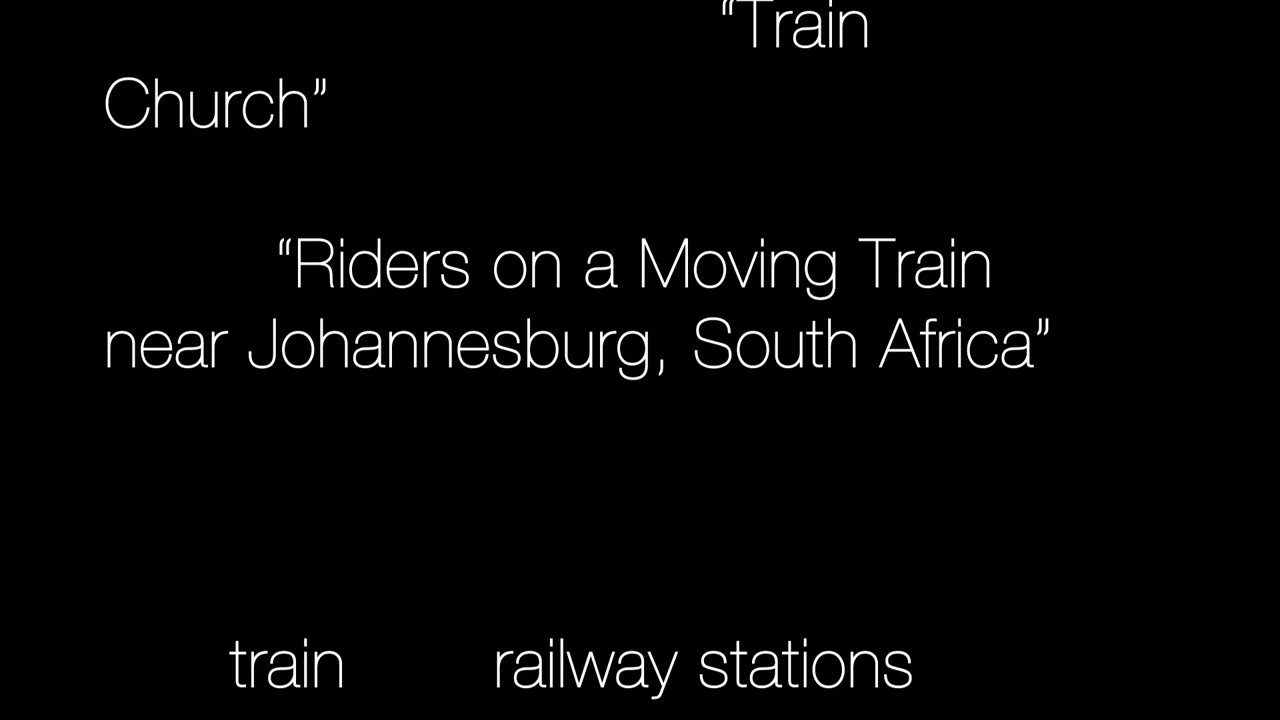 “Train
Church”
“Riders on a Moving Train
near Johannesburg, South Africa”
train railway stations